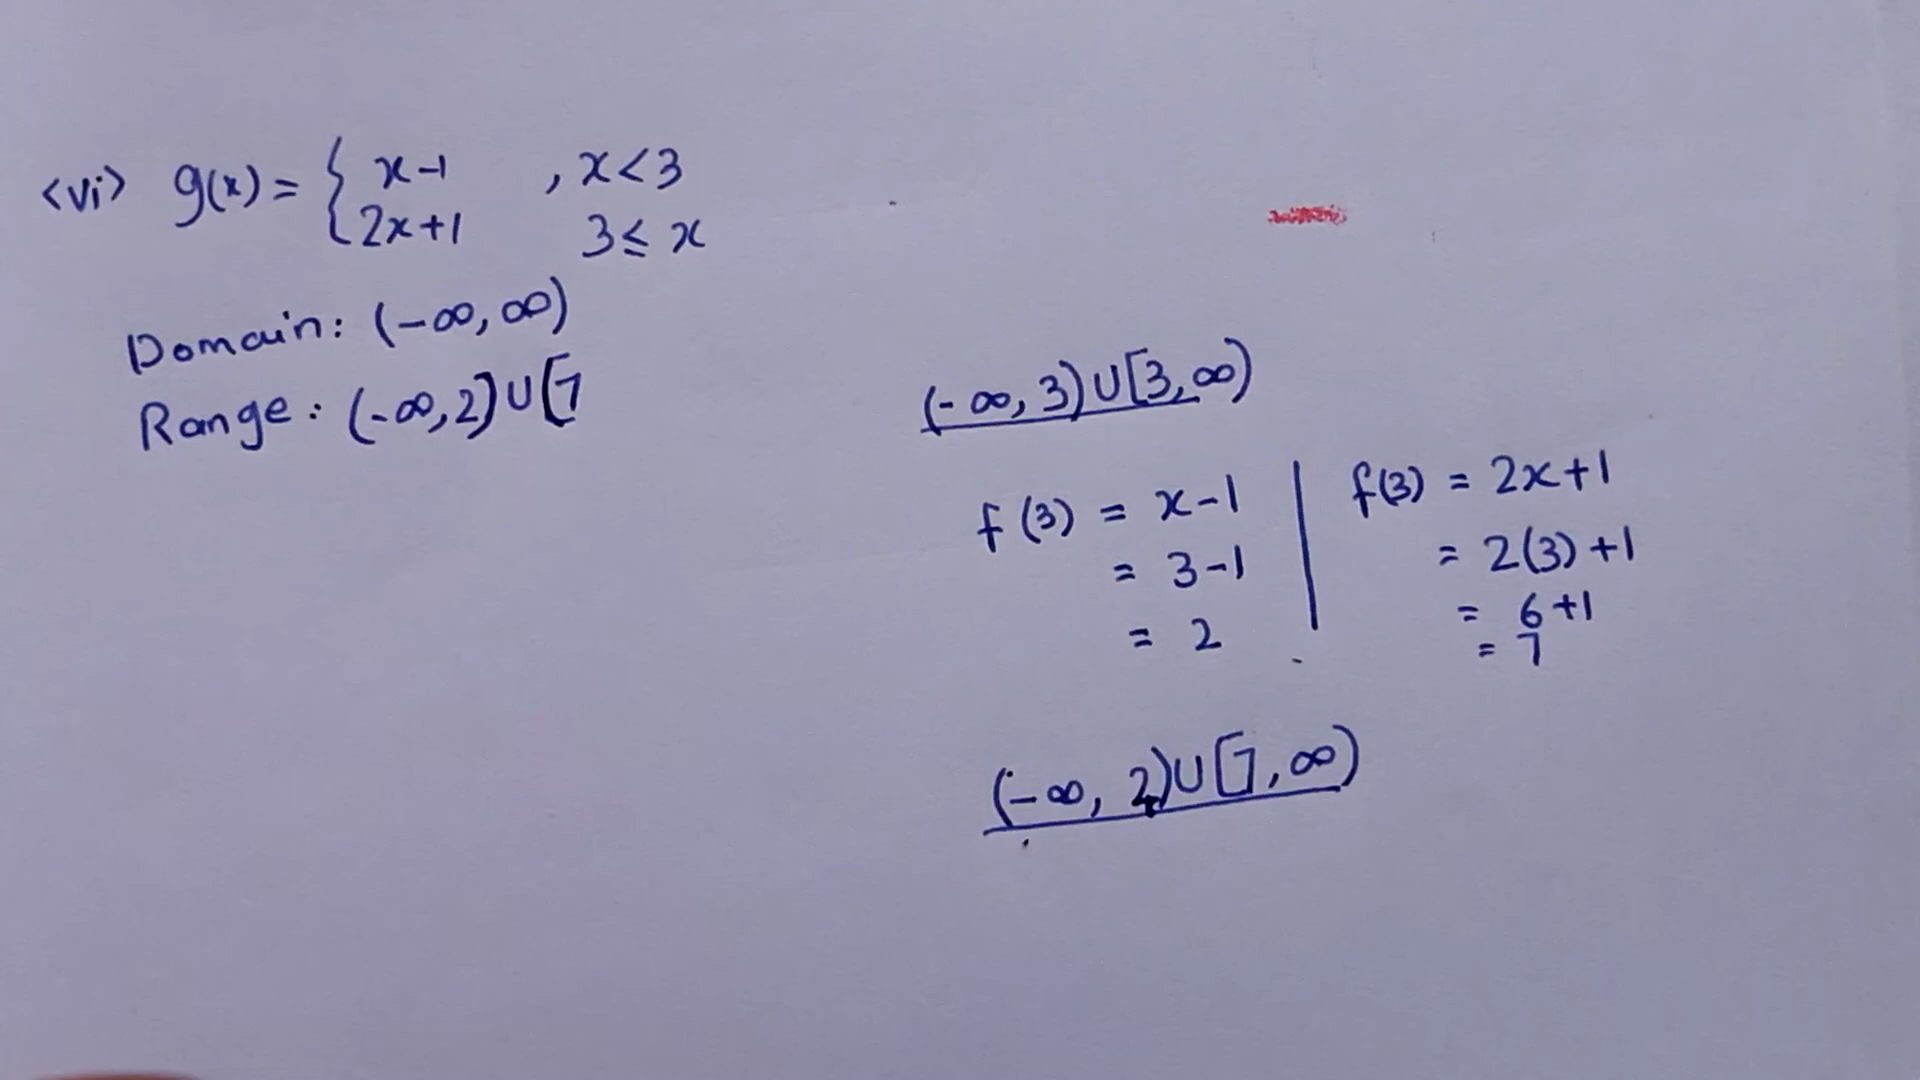 <vi> g(x) = { x-1 , x<3
2x+1 3≤ x
Domain: (-∞, ∞)
Range: (-∞, 2) ∪ [7
(-∞, 3) ∪ [3, ∞)
f(3) = x-1
= 3-1
= 2
f(3) = 2x+1
= 2(3)+1
= 6+1
= 7
(-∞, 2) ∪ [7, ∞)